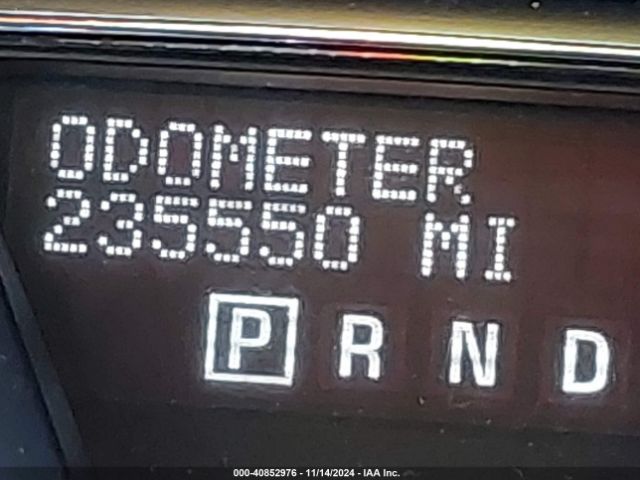 ODOMETER
235550 MI
P R N D
000-40852976 - 11/14/2024 - IAA Inc.